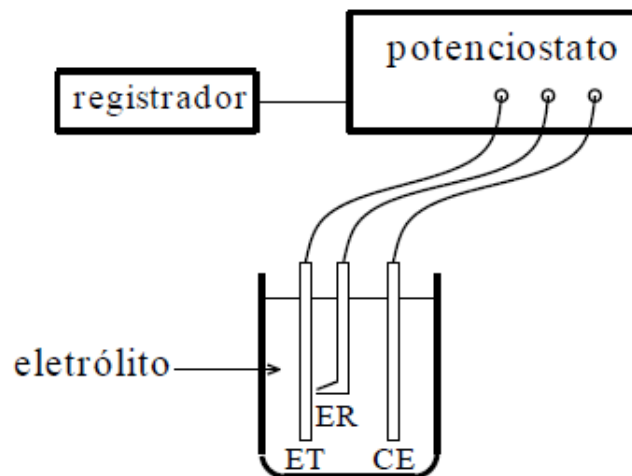 potenciostato
registrador
eletrólito
ER
ET
CE